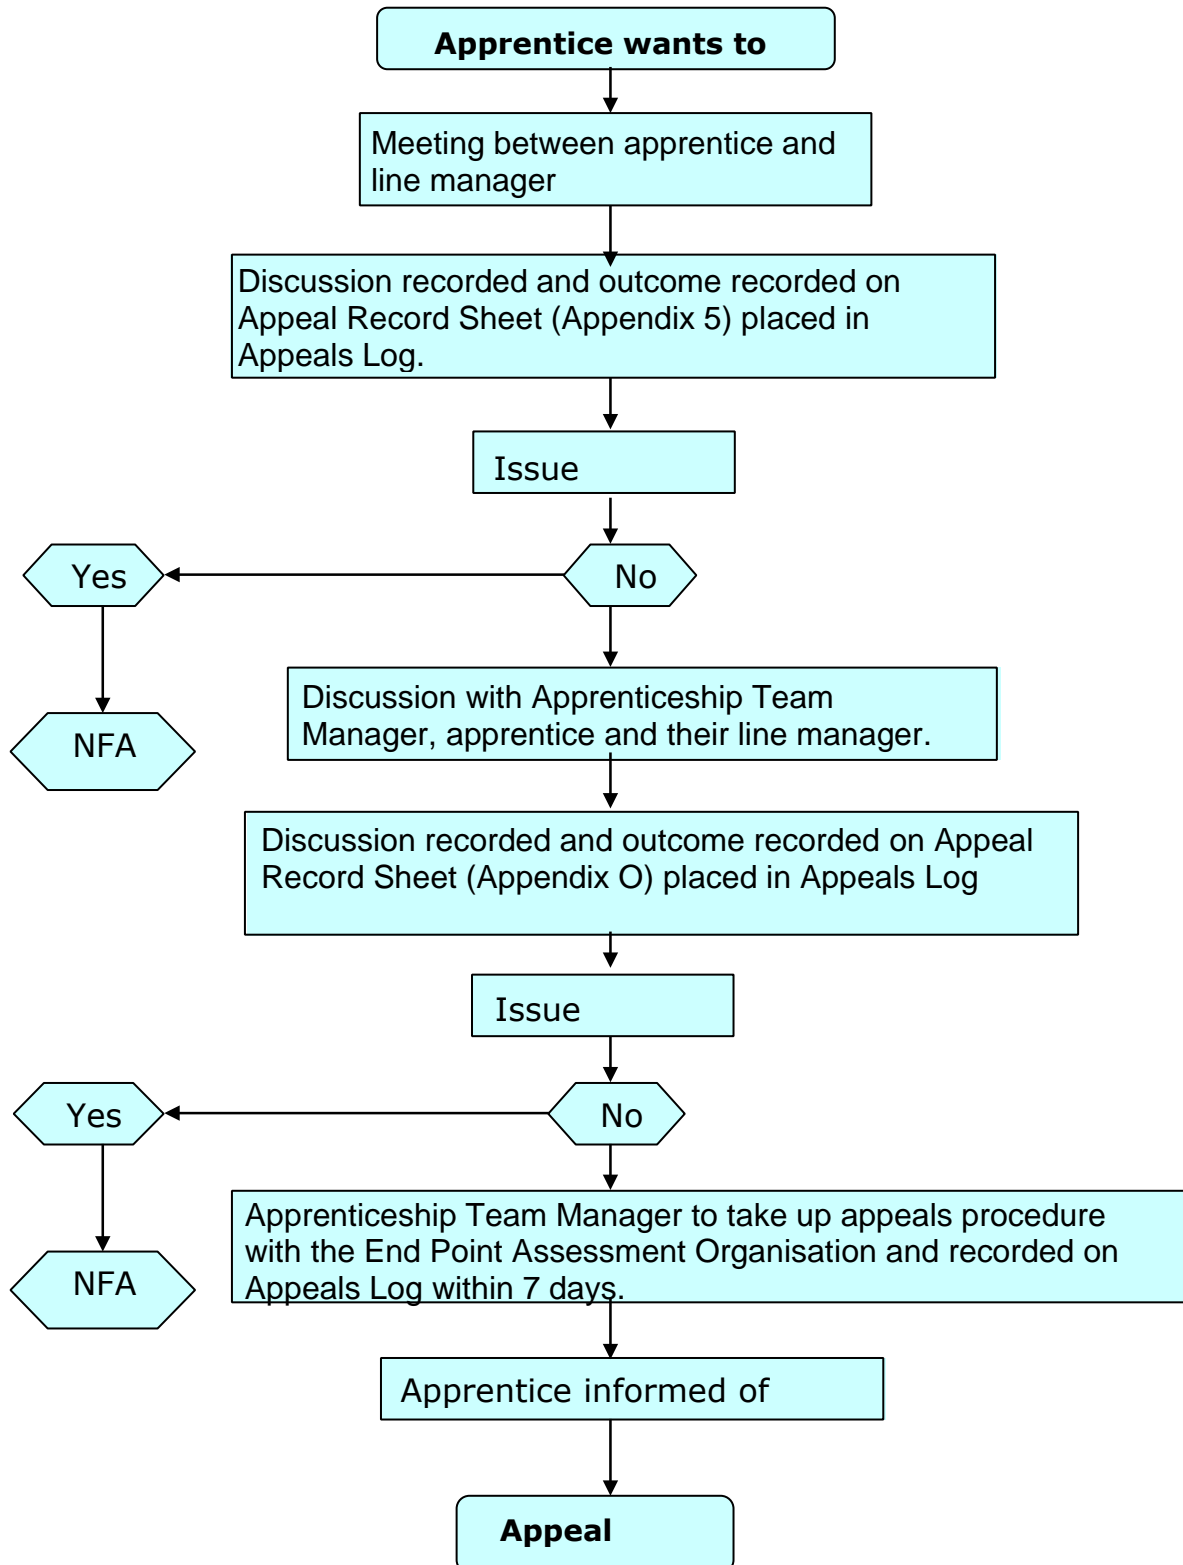 Apprentice wants to
Meeting between apprentice and
line manager
Discussion recorded and outcome recorded on
Appeal Record Sheet (Appendix 5) placed in
Appeals Log.
Issue
Yes
No
NFA
Discussion with Apprenticeship Team
Manager, apprentice and their line manager.
Discussion recorded and outcome recorded on Appeal
Record Sheet (Appendix O) placed in Appeals Log
Issue
Yes
No
NFA
Apprenticeship Team Manager to take up appeals procedure
with the End Point Assessment Organisation and recorded on
Appeals Log within 7 days.
Apprentice informed of
Appeal